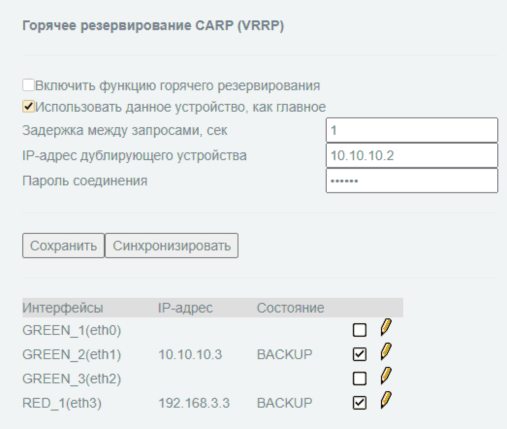 Горячее резервирование CARP (VRRP)
Включить функцию горячего резервирования
Использовать данное устройство, как главное
Задержка между запросами, сек 1
IP-адрес дублирующего устройства 10.10.10.2
Пароль соединения ••••••
Сохранить Синхронизировать
Интерфейсы IP-адрес Состояние
GREEN_1(eth0)
GREEN_2(eth1) 10.10.10.3 BACKUP
GREEN_3(eth2)
RED_1(eth3) 192.168.3.3 BACKUP